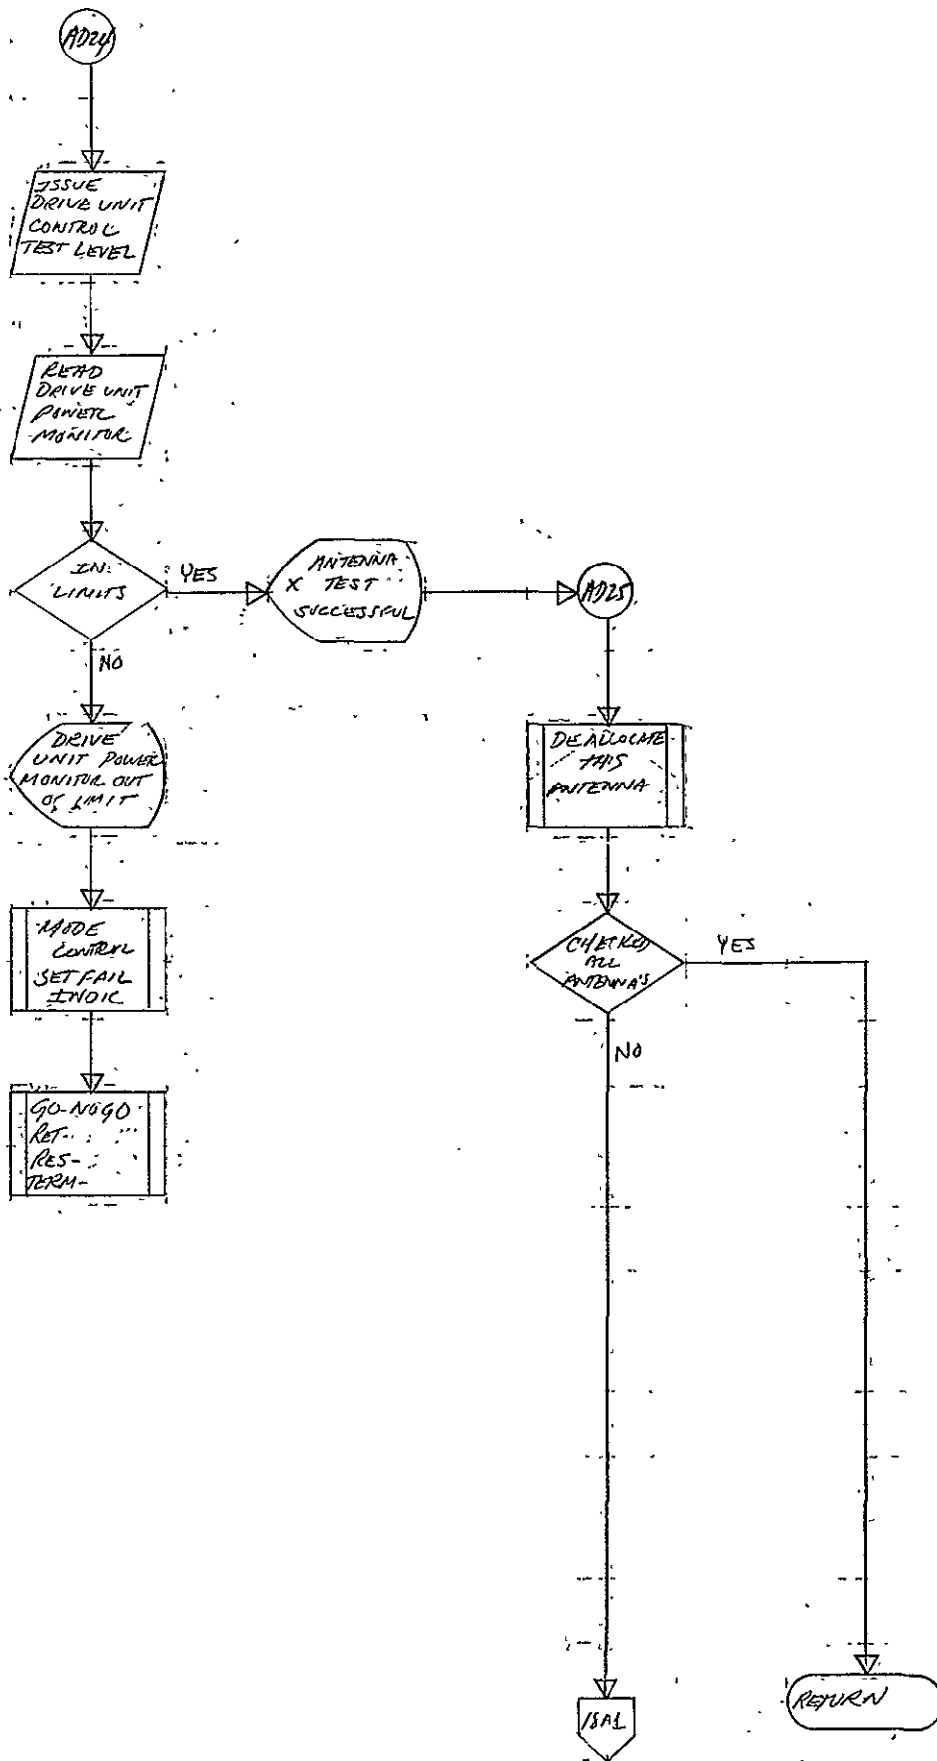 AD24
ISSUE
DRIVE UNIT
CONTROL
TEST LEVEL
READ
DRIVE UNIT
POWER
MONITOR
IN
LIMITS
YES
NO
ANTENNA
X TEST
SUCCESSFUL
AD25
DRIVE
UNIT POWER
MONITOR OUT
OF LIMIT
MODE
CONTROL
SET FAIL
INDIC
GO-NOGO
RET-
RES-
TERM-
DEALLOCATE
THIS
ANTENNA
CHECKED
ALL
ANTENNA'S
YES
NO
RETURN